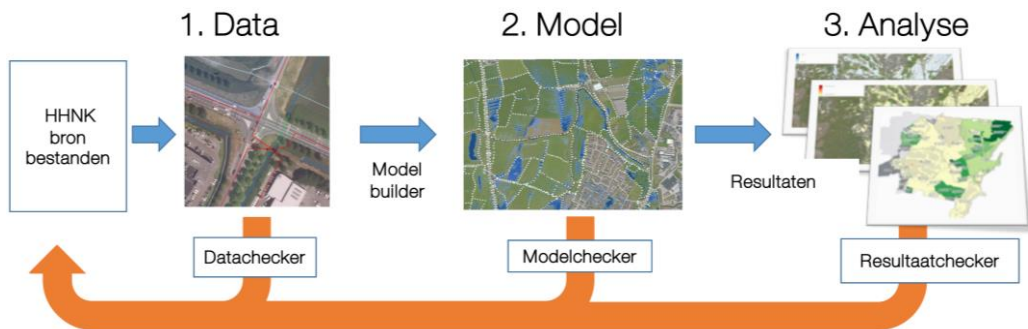 1. Data
2. Model
3. Analyse
HHNK
bron
bestanden
Model
builder
Resultaten
Datachecker
Modelchecker
Resultaatchecker